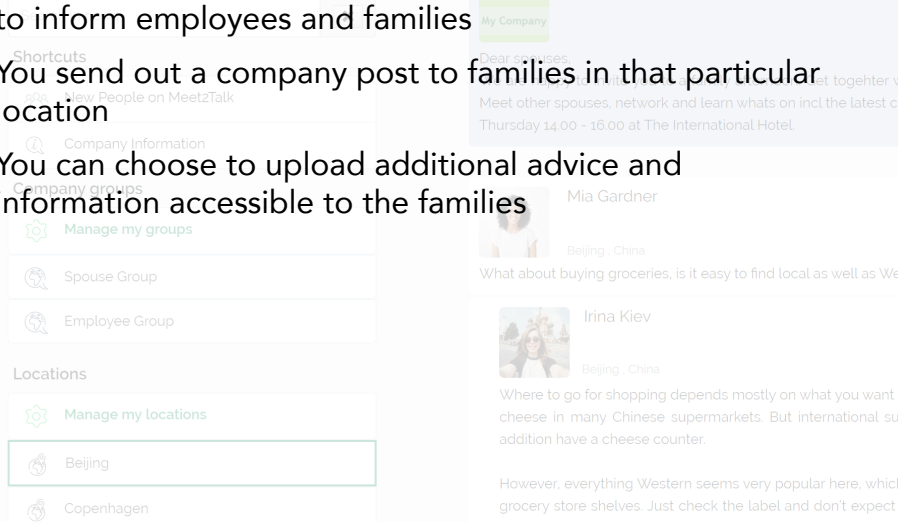 to inform employees and families
You send out a company post to families in that particular
location
You can choose to upload additional advice and
information accessible to the families
Shortcuts
New People on Meet2Talk
Company Information
Company groups
Manage my groups
Spouse Group
Employee Group
Locations
Manage my locations
Beijing
Copenhagen
My Company
Dear spouses,
Meet other spouses, network and learn whats on incl the latest
Thursday 14.00 - 16.00 at The International Hotel.
Mia Gardner
Beijing , China
What about buying groceries, is it easy to find local as well as
Irina Kiev
Beijing , China
Where to go for shopping depends mostly on what you want
cheese in many Chinese supermarkets. But international
addition have a cheese counter.
However, everything Western seems very popular here,
grocery store shelves. Just check the label and don't expect